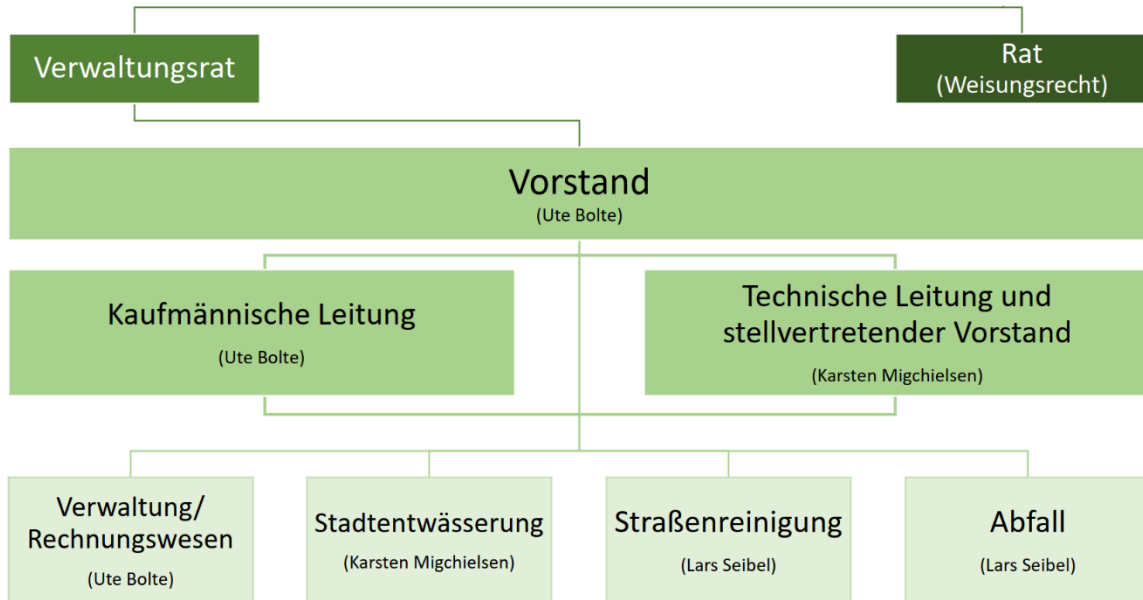 Verwaltungsrat
Rat
(Weisungsrecht)
Vorstand
(Ute Bolte)
Kaufmännische Leitung
(Ute Bolte)
Technische Leitung und
stellvertretender Vorstand
(Karsten Migchielsen)
Verwaltung/
Rechnungswesen
(Ute Bolte)
Stadtentwässerung
(Karsten Migchielsen)
Straßenreinigung
(Lars Seibel)
Abfall
(Lars Seibel)